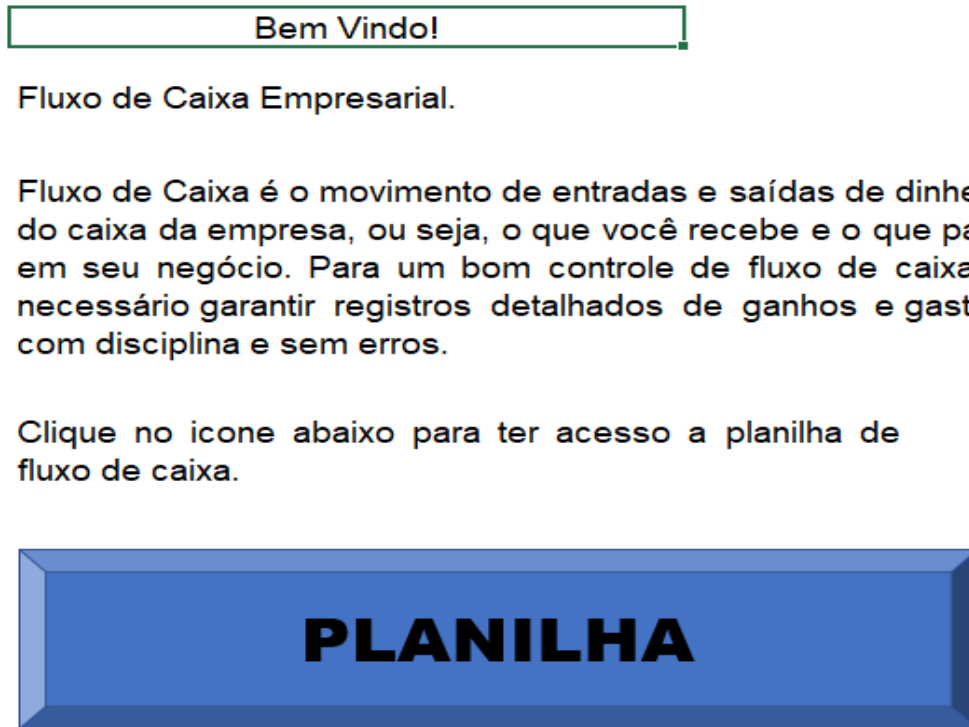 Bem Vindo!
Fluxo de Caixa Empresarial.
Fluxo de Caixa é o movimento de entradas e saídas de dinhe
do caixa da empresa, ou seja, o que você recebe e o que pa
em seu negócio. Para um bom controle de fluxo de caixa
necessário garantir registros detalhados de ganhos e gast
com disciplina e sem erros.
Clique no icone abaixo para ter acesso a planilha de
fluxo de caixa.
PLANILHA